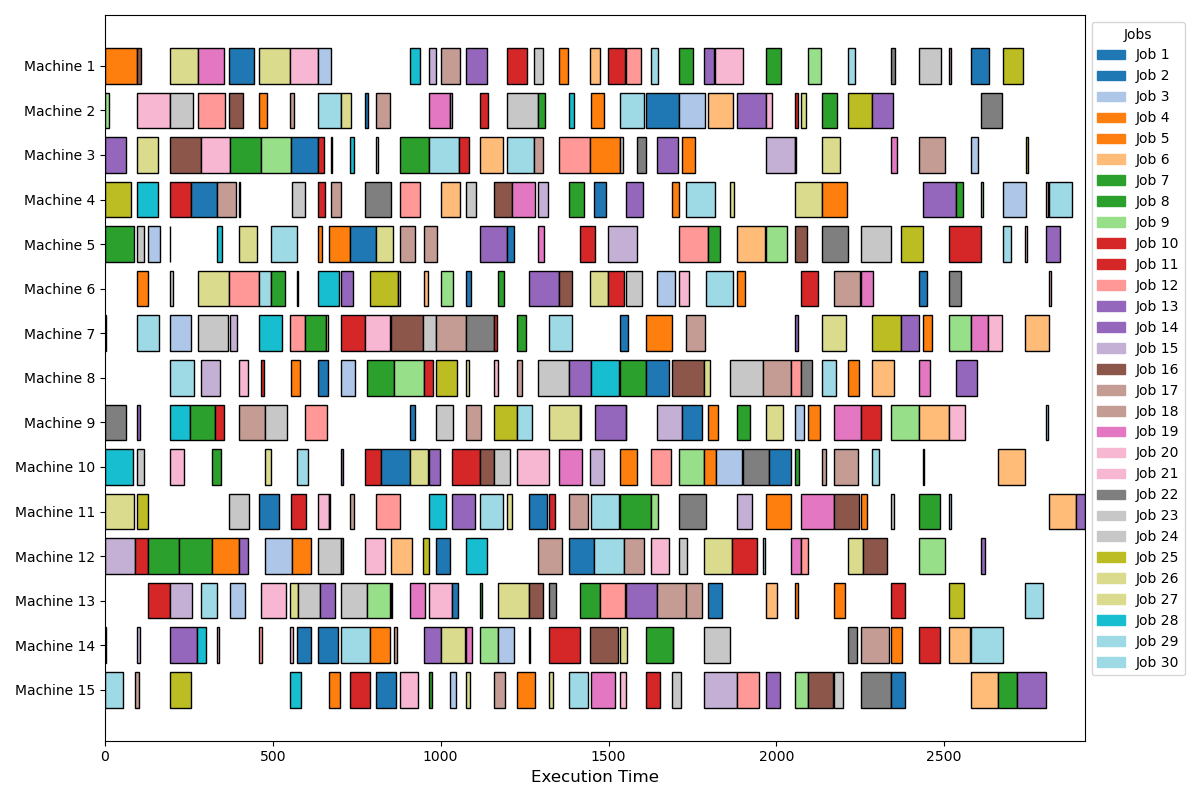 Machine 1
Machine 2
Machine 3
Machine 4
Machine 5
Machine 6
Machine 7
Machine 8
Machine 9
Machine 10
Machine 11
Machine 12
Machine 13
Machine 14
Machine 15
0 500 1000 1500 2000 2500
Execution Time
Jobs
Job 1
Job 2
Job 3
Job 4
Job 5
Job 6
Job 7
Job 8
Job 9
Job 10
Job 11
Job 12
Job 13
Job 14
Job 15
Job 16
Job 17
Job 18
Job 19
Job 20
Job 21
Job 22
Job 23
Job 24
Job 25
Job 26
Job 27
Job 28
Job 29
Job 30